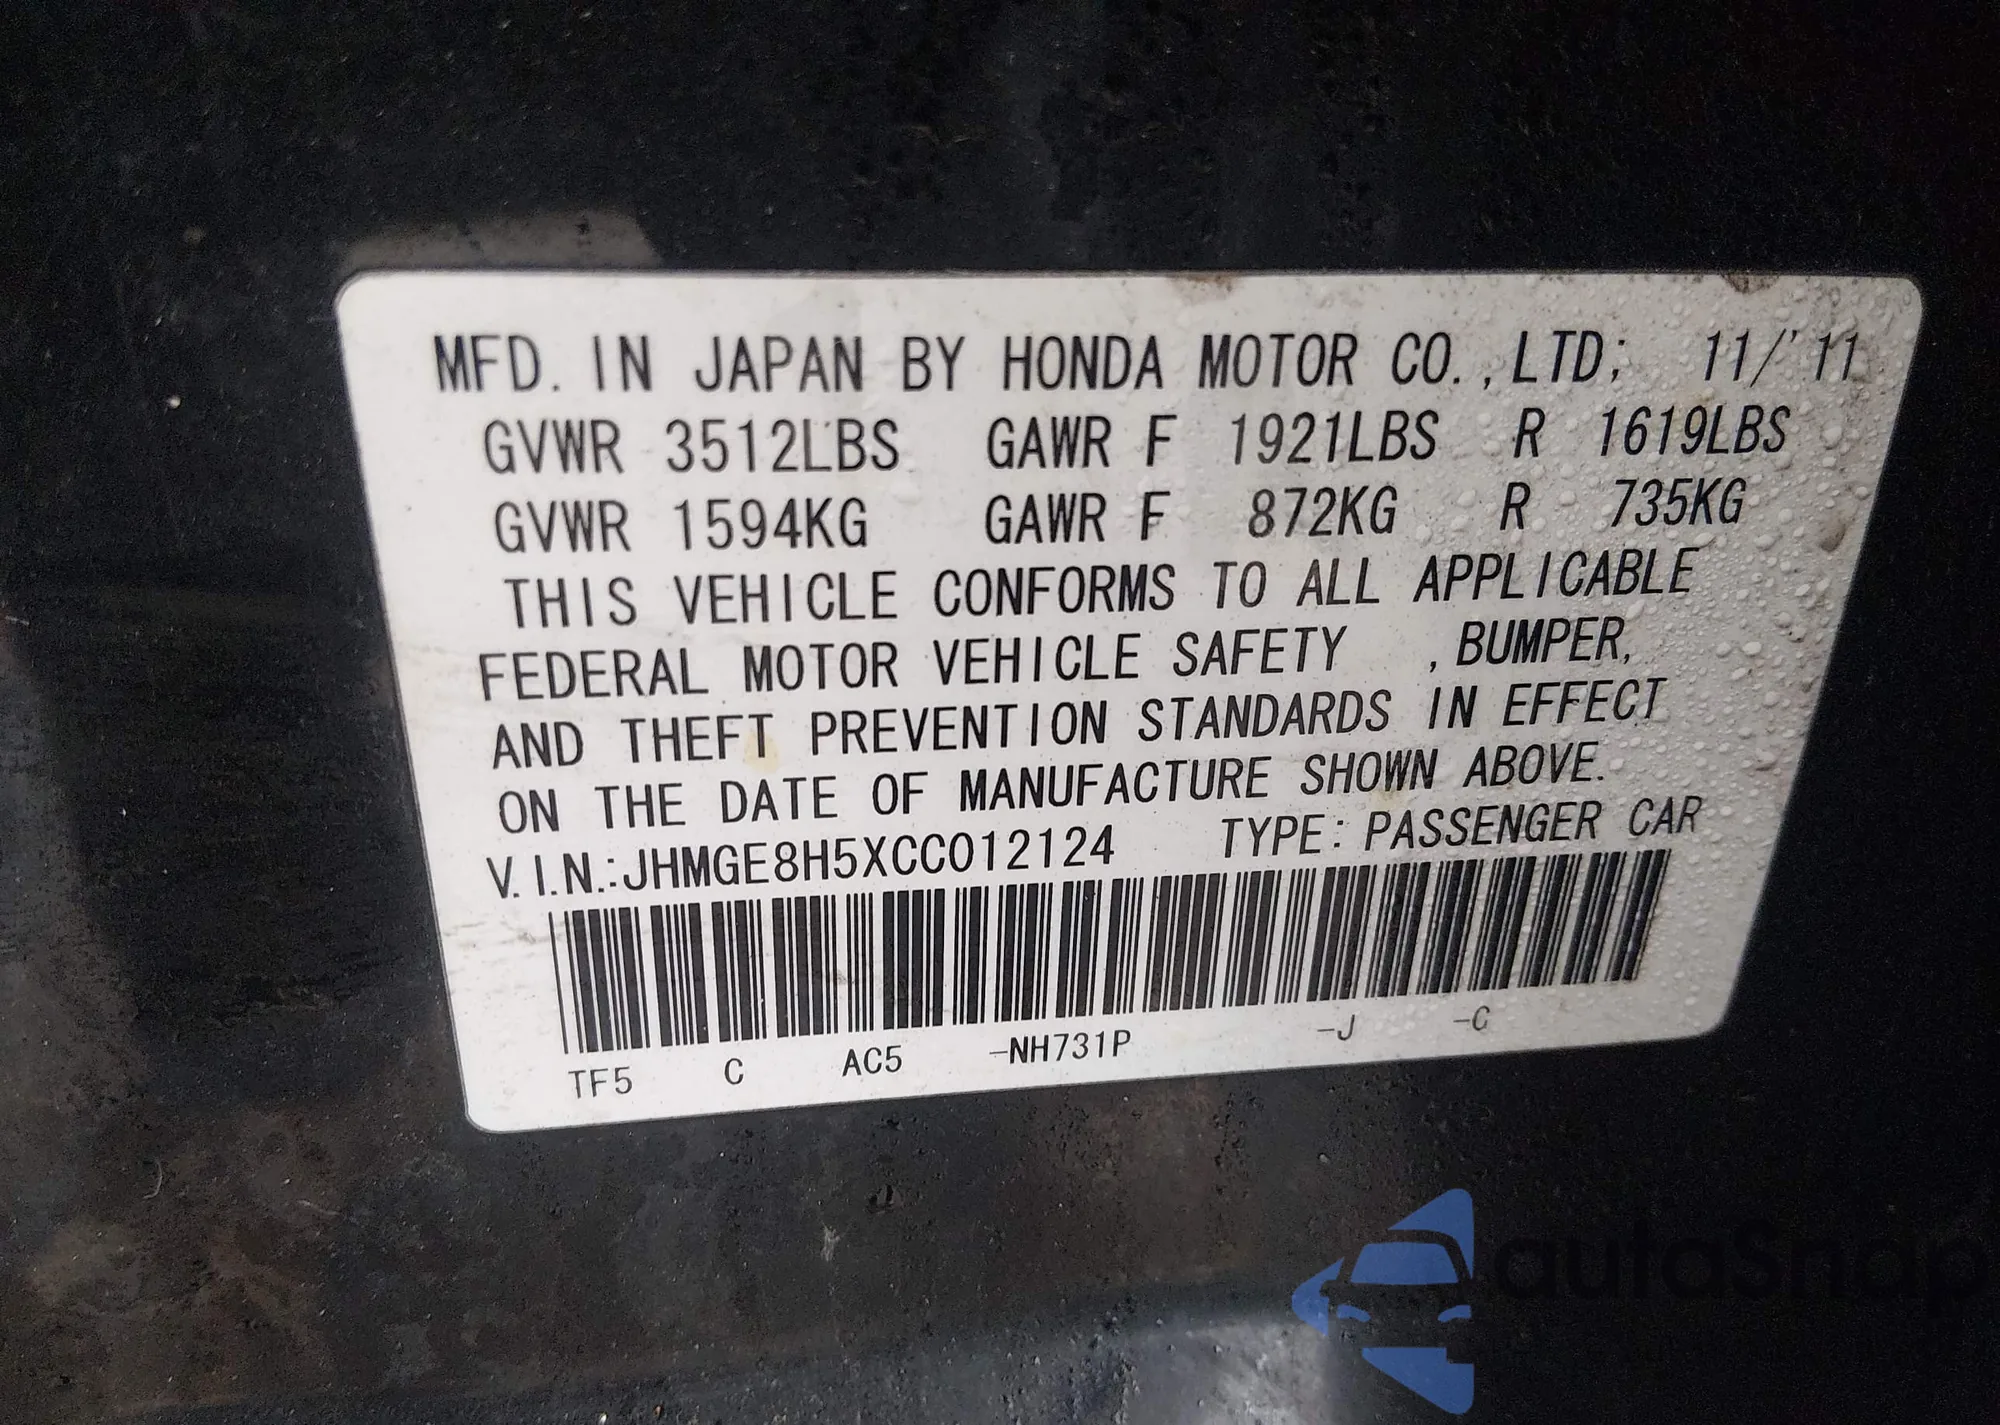 MFD. IN JAPAN BY HONDA MOTOR CO.,LTD; 11/'11
GVWR 3512LBS GAWR F 1921LBS R 1619LBS
GVWR 1594KG GAWR F 872KG R 735KG
THIS VEHICLE CONFORMS TO ALL APPLICABLE
FEDERAL MOTOR VEHICLE SAFETY , BUMPER,
AND THEFT PREVENTION STANDARDS IN EFFECT
ON THE DATE OF MANUFACTURE SHOWN ABOVE.
V.I.N.:JHMGE8H5XCC012124 TYPE: PASSENGER CAR
TF5 C AC5 -NH731P -J -C
autoSnap